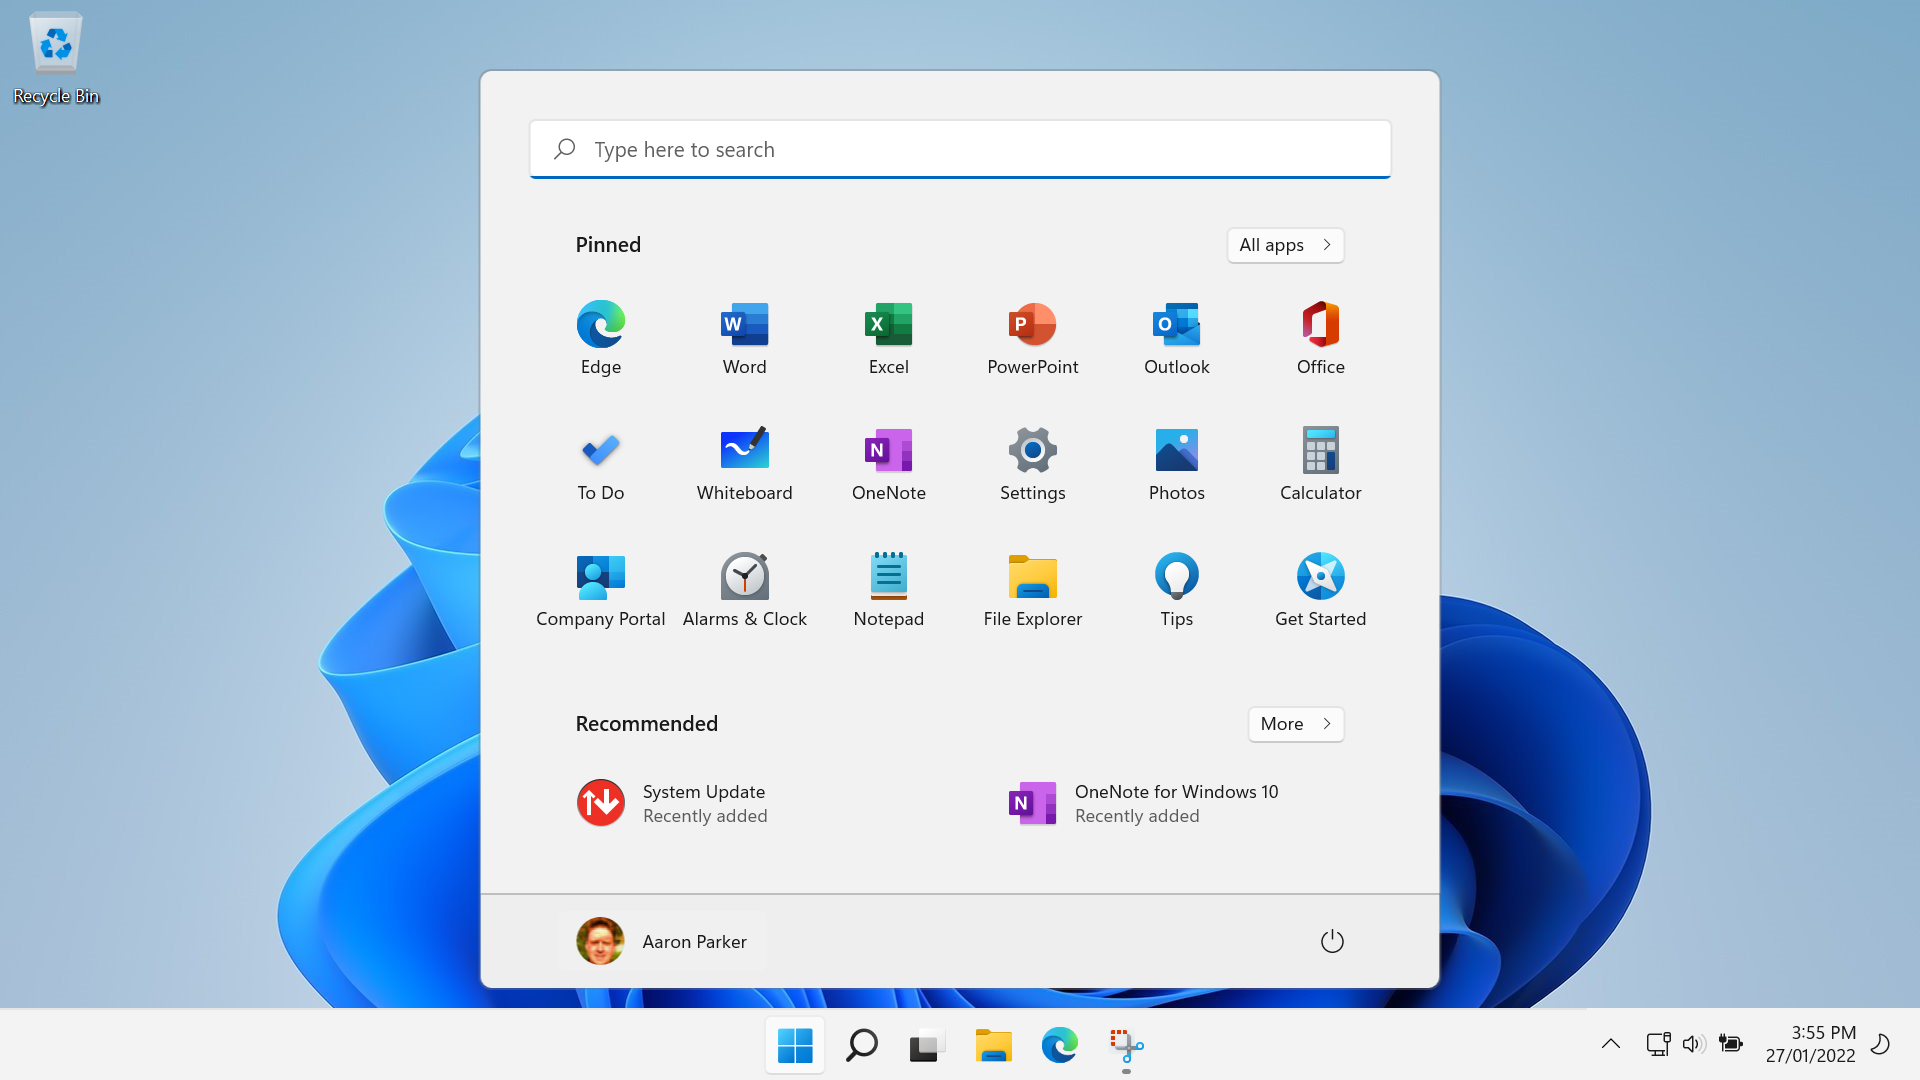 Recycle Bin
Type here to search
Pinned
All apps
Edge
Word
Excel
PowerPoint
Outlook
Office
To Do
Whiteboard
OneNote
Settings
Photos
Calculator
Company Portal
Alarms & Clock
Notepad
File Explorer
Tips
Get Started
Recommended
More
System Update
Recently added
OneNote for Windows 10
Recently added
Aaron Parker
3:55 PM
27/01/2022